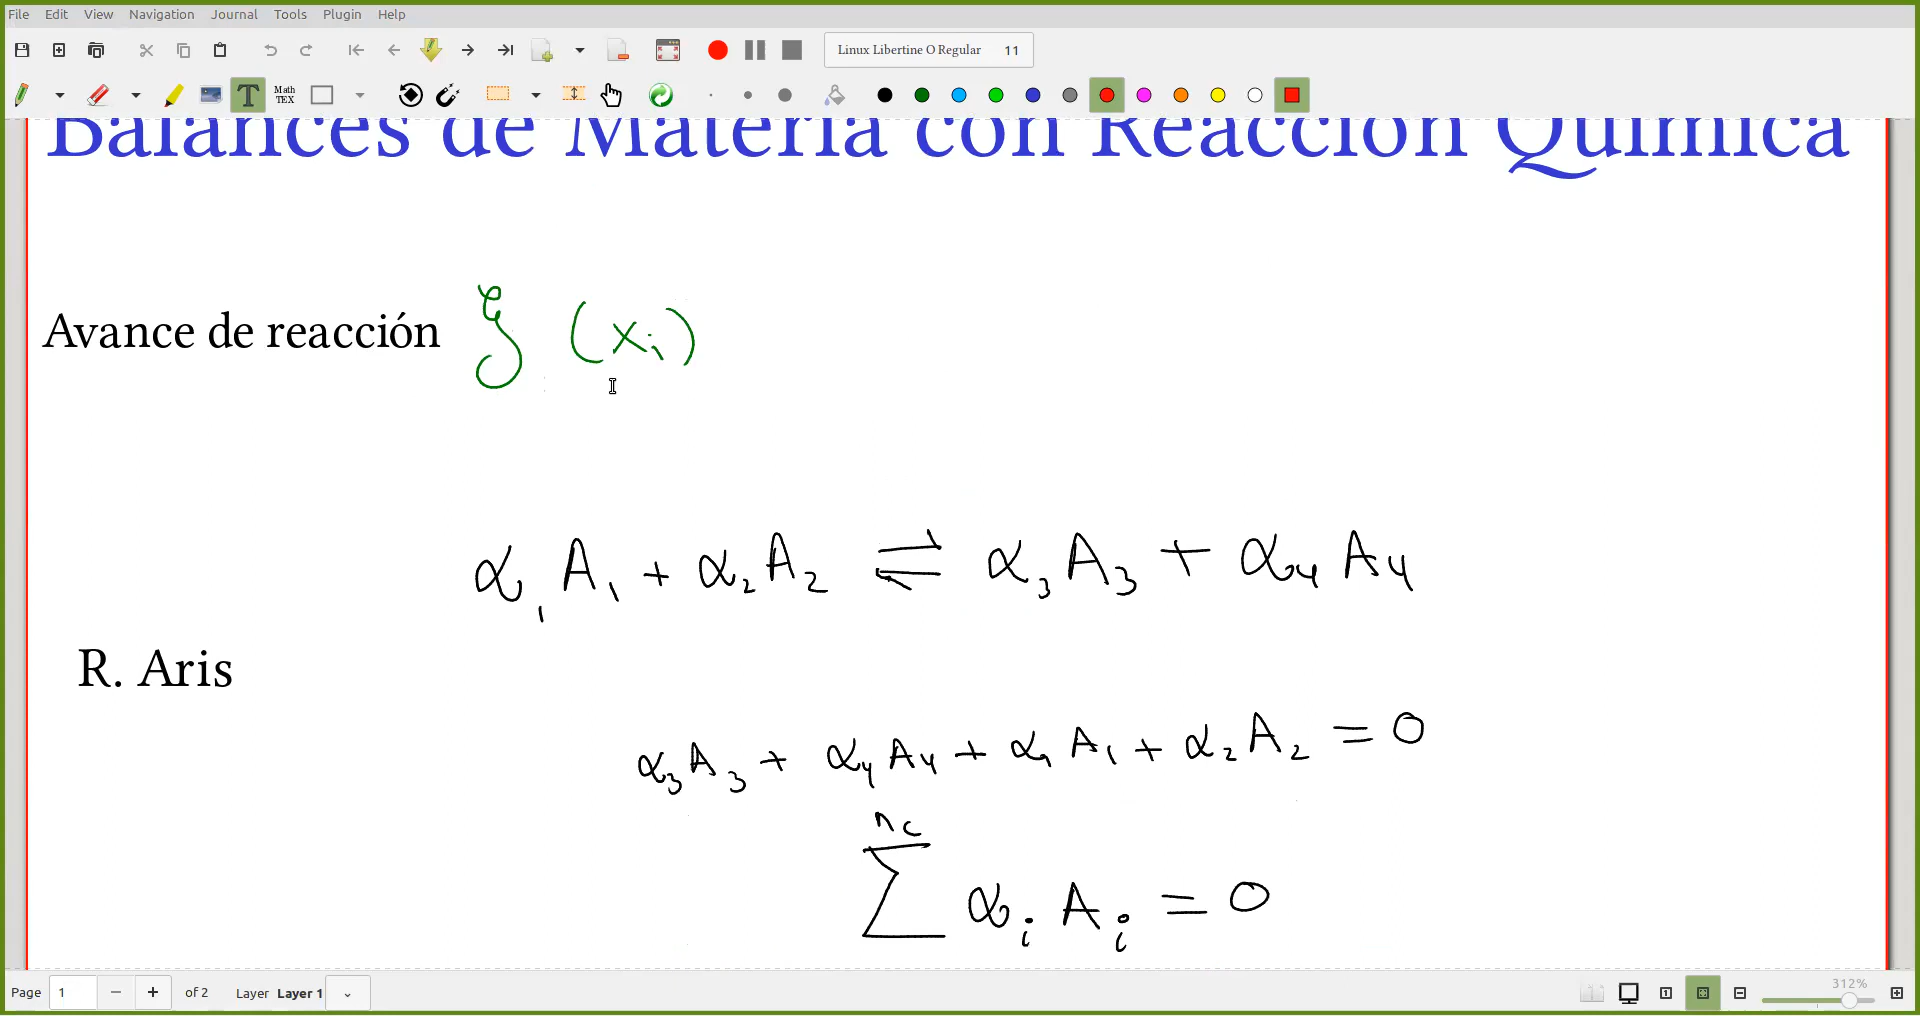 File Edit View Navigation Journal Tools Plugin Help
Linux Libertine O Regular 11
Math TEX
Balances de Materia con Reacción Química
Avance de reacción ξ (xi)
α₁A₁ + α₂A₂ ⇌ α₃A₃ + α₄A₄
R. Aris
α₃A₃ + α₄A₄ + α₁A₁ + α₂A₂ = 0
nc
∑ αᵢ Aᵢ = 0
Page 1 of 2 Layer Layer 1 312%